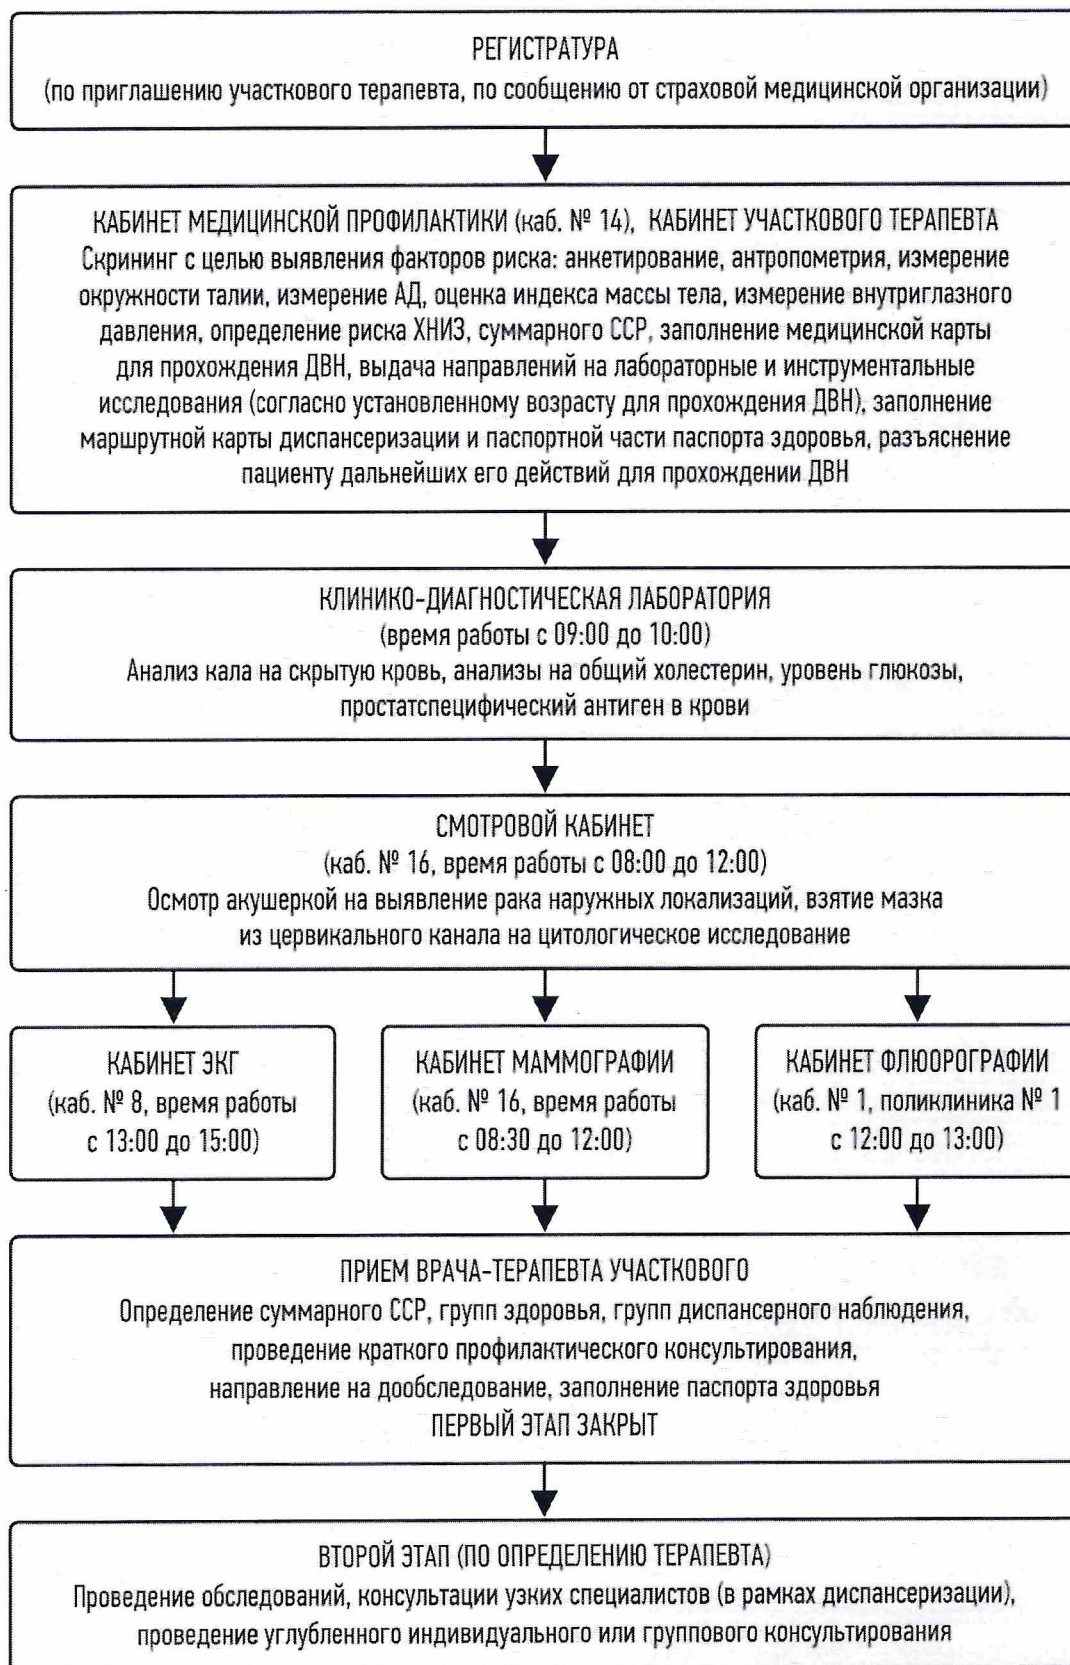 РЕГИСТРАТУРА
(по приглашению участкового терапевта, по сообщению от страховой медицинской организации)
КАБИНЕТ МЕДИЦИНСКОЙ ПРОФИЛАКТИКИ (каб. № 14), КАБИНЕТ УЧАСТКОВОГО ТЕРАПЕВТА
Скрининг с целью выявления факторов риска: анкетирование, антропометрия, измерение
окружности талии, измерение АД, оценка индекса массы тела, измерение внутриглазного
давления, определение риска ХНИЗ, суммарного ССР, заполнение медицинской карты
для прохождения ДВН, выдача направлений на лабораторные и инструментальные
исследования (согласно установленному возрасту для прохождения ДВН), заполнение
маршрутной карты диспансеризации и паспортной части паспорта здоровья, разъяснение
пациенту дальнейших его действий для прохождении ДВН
КЛИНИКО-ДИАГНОСТИЧЕСКАЯ ЛАБОРАТОРИЯ
(время работы с 09:00 до 10:00)
Анализ кала на скрытую кровь, анализы на общий холестерин, уровень глюкозы,
простатспецифический антиген в крови
СМОТРОВОЙ КАБИНЕТ
(каб. № 16, время работы с 08:00 до 12:00)
Осмотр акушеркой на выявление рака наружных локализаций, взятие мазка
из цервикального канала на цитологическое исследование
КАБИНЕТ ЭКГ
(каб. № 8, время работы
с 13:00 до 15:00)
КАБИНЕТ МАММОГРАФИИ
(каб. № 16, время работы
с 08:30 до 12:00)
КАБИНЕТ ФЛЮОРОГРАФИИ
(каб. № 1, поликлиника № 1
с 12:00 до 13:00)
ПРИЕМ ВРАЧА-ТЕРАПЕВТА УЧАСТКОВОГО
Определение суммарного ССР, групп здоровья, групп диспансерного наблюдения,
проведение краткого профилактического консультирования,
направление на дообследование, заполнение паспорта здоровья
ПЕРВЫЙ ЭТАП ЗАКРЫТ
ВТОРОЙ ЭТАП (ПО ОПРЕДЕЛЕНИЮ ТЕРАПЕВТА)
Проведение обследований, консультации узких специалистов (в рамках диспансеризации),
проведение углубленного индивидуального или группового консультирования